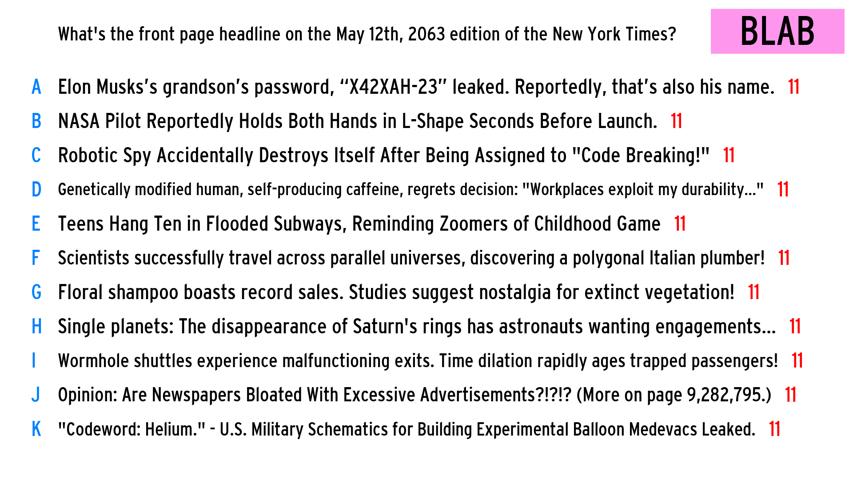 What's the front page headline on the May 12th, 2063 edition of the New York Times?
BLAB
A Elon Musks’s grandson’s password, “X42XAH-23” leaked. Reportedly, that’s also his name. 11
B NASA Pilot Reportedly Holds Both Hands in L-Shape Seconds Before Launch. 11
C Robotic Spy Accidentally Destroys Itself After Being Assigned to "Code Breaking!" 11
D Genetically modified human, self-producing caffeine, regrets decision: "Workplaces exploit my durability..." 11
E Teens Hang Ten in Flooded Subways, Reminding Zoomers of Childhood Game 11
F Scientists successfully travel across parallel universes, discovering a polygonal Italian plumber! 11
G Floral shampoo boasts record sales. Studies suggest nostalgia for extinct vegetation! 11
H Single planets: The disappearance of Saturn's rings has astronauts wanting engagements... 11
I Wormhole shuttles experience malfunctioning exits. Time dilation rapidly ages trapped passengers! 11
J Opinion: Are Newspapers Bloated With Excessive Advertisements?!?!? (More on page 9,282,795.) 11
K "Codeword: Helium." - U.S. Military Schematics for Building Experimental Balloon Medevacs Leaked. 11